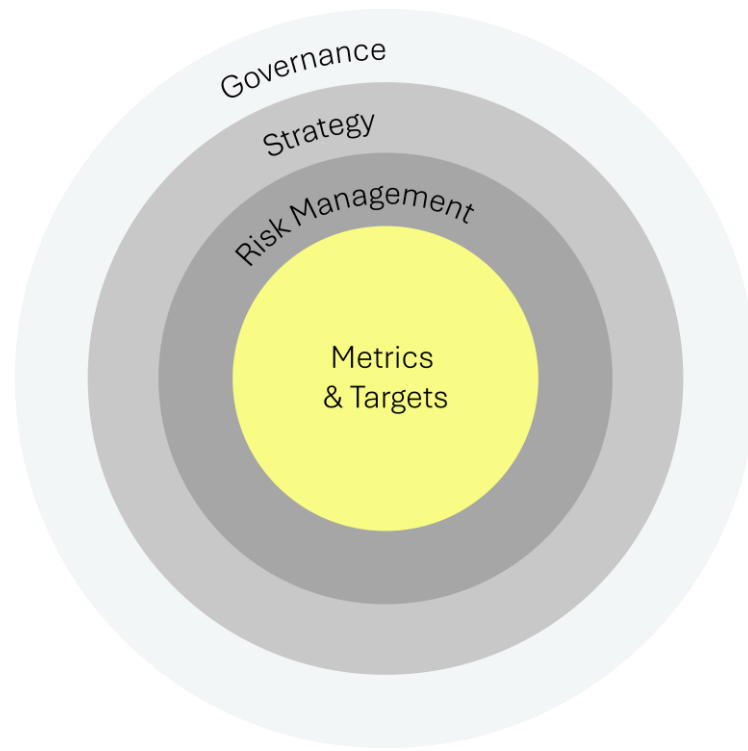 Governance
Strategy
Risk Management
Metrics
& Targets